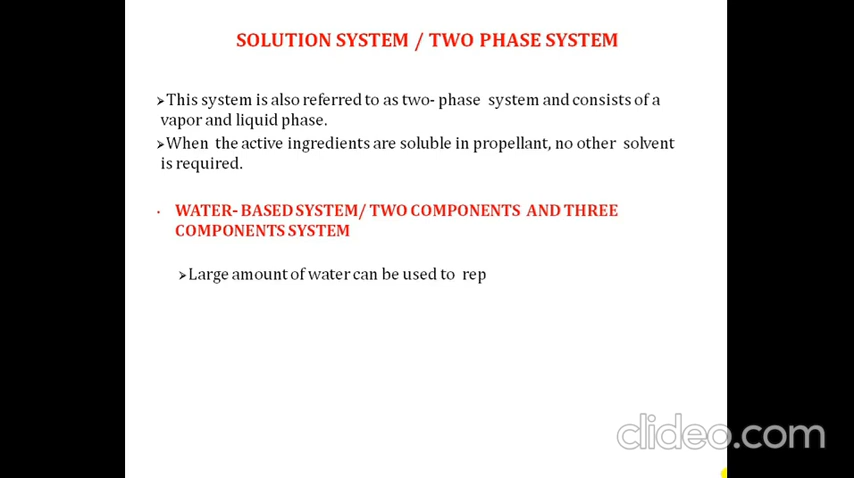 SOLUTION SYSTEM / TWO PHASE SYSTEM
➢This system is also referred to as two- phase system and consists of a
vapor and liquid phase.
➢When the active ingredients are soluble in propellant, no other solvent
is required.
• WATER- BASED SYSTEM/ TWO COMPONENTS AND THREE
COMPONENTS SYSTEM
➢Large amount of water can be used to rep
clideo.com